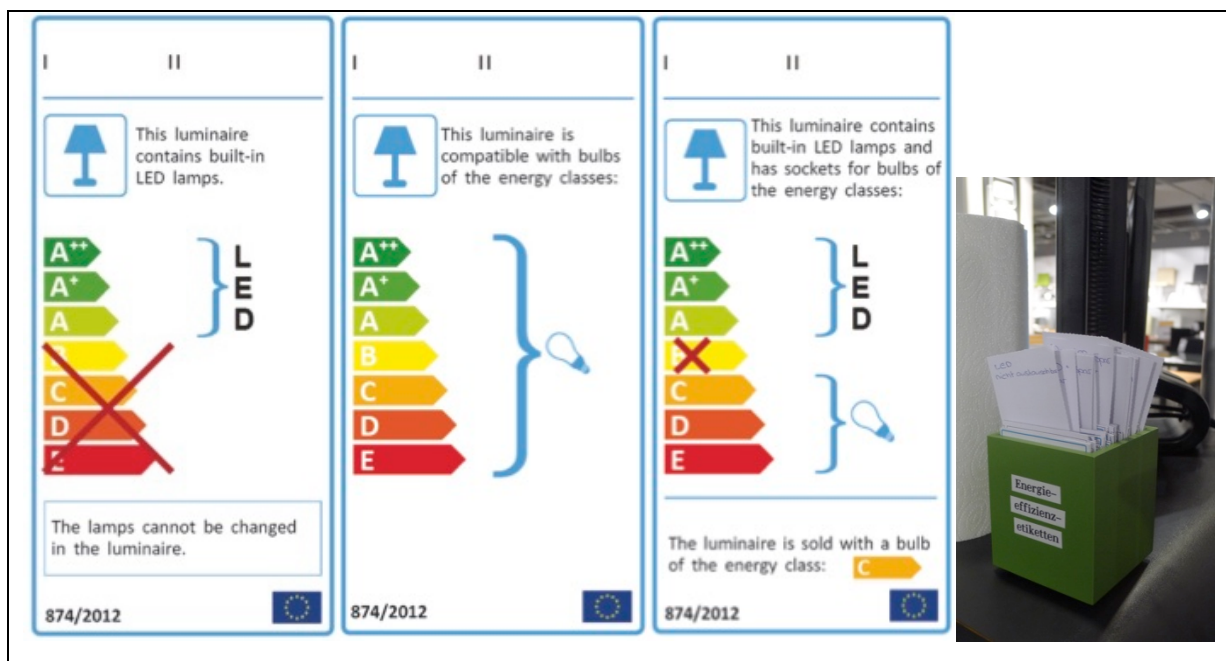 I II
This luminaire
contains built-in
LED lamps.
A++
A+
A
B
C
D
E
L
E
D
The lamps cannot be changed
in the luminaire.
874/2012
I II
This luminaire is
compatible with bulbs
of the energy classes:
A++
A+
A
B
C
D
E
874/2012
I II
This luminaire contains
built-in LED lamps and
has sockets for bulbs of
the energy classes:
A++
A+
A
B
C
D
E
L
E
D
The luminaire is sold with a bulb
of the energy class: C
874/2012
LED
Energie-
effizienz-
etiketten